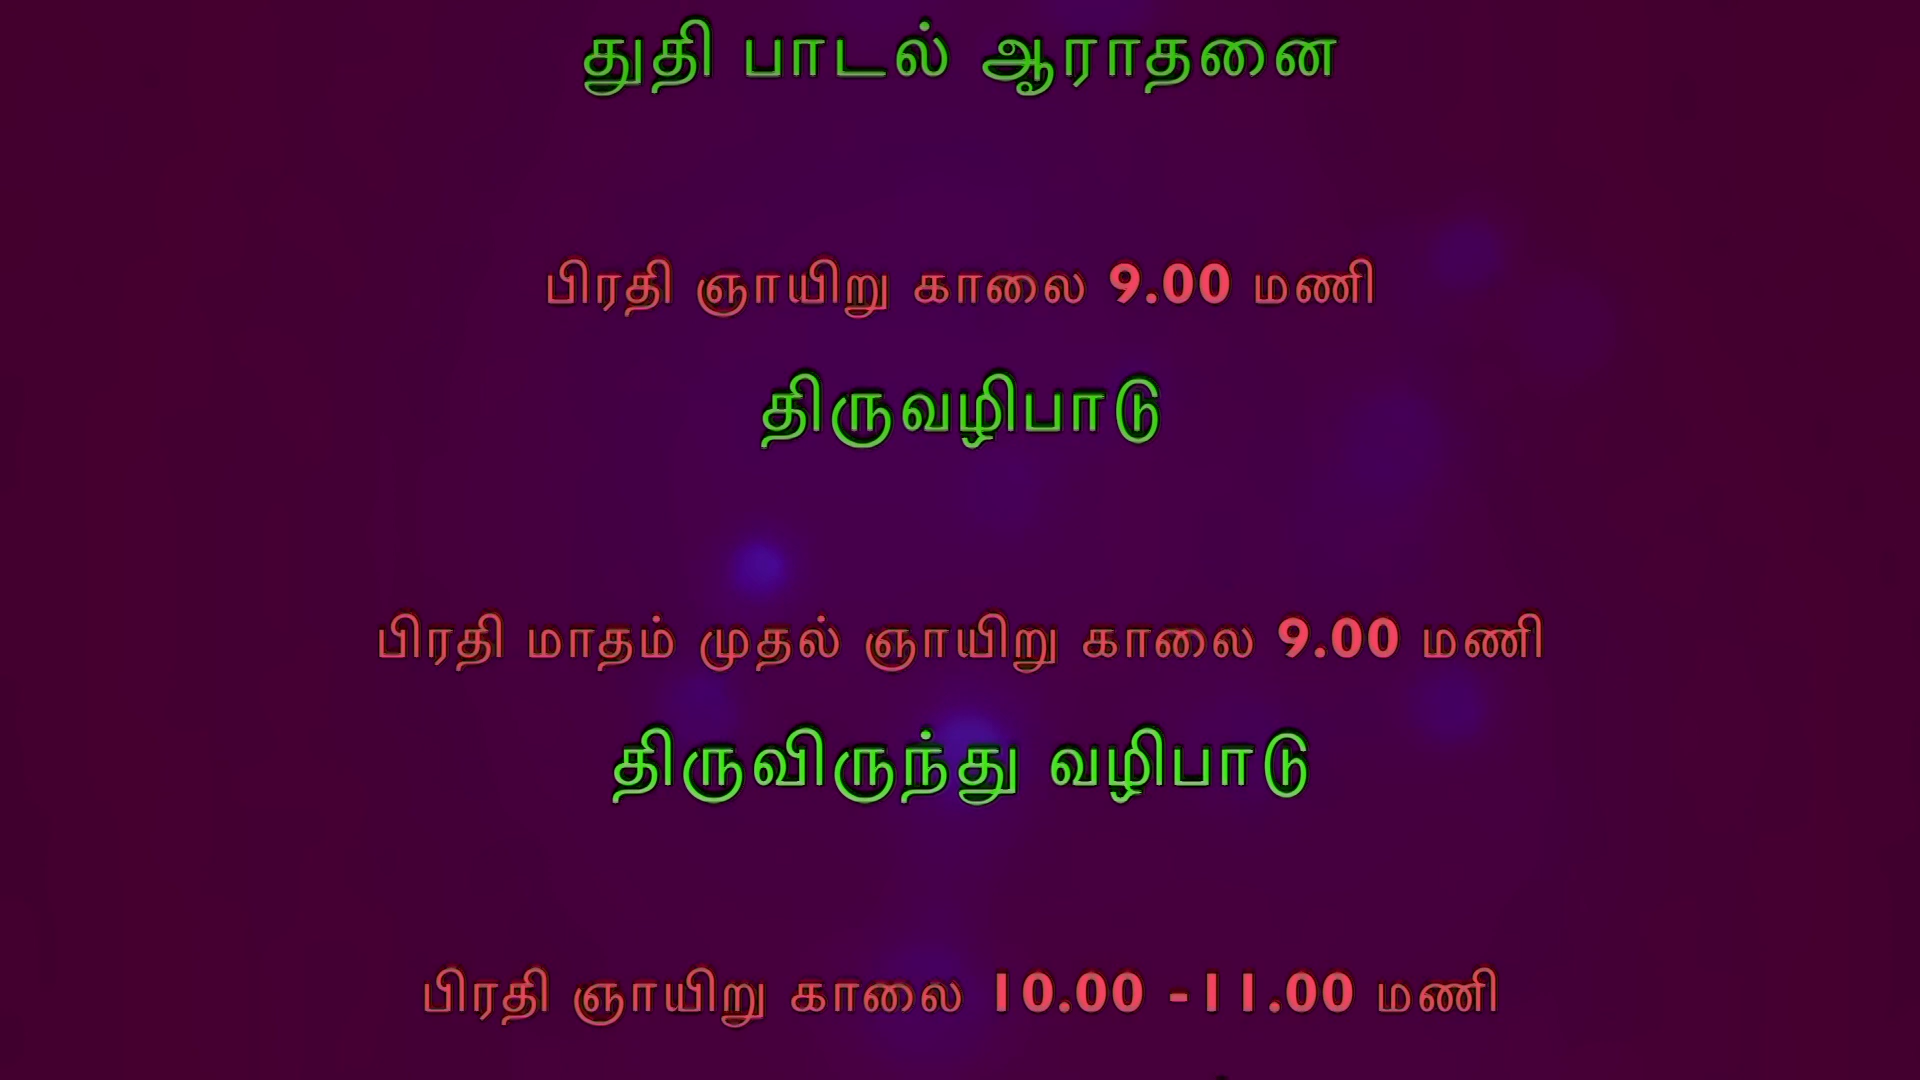 துதி பாடல் ஆராதனை
பிரதி ஞாயிறு காலை 9.00 மணி
திருவழிபாடு
பிரதி மாதம் முதல் ஞாயிறு காலை 9.00 மணி
திருவிருந்து வழிபாடு
பிரதி ஞாயிறு காலை 10.00 -11.00 மணி